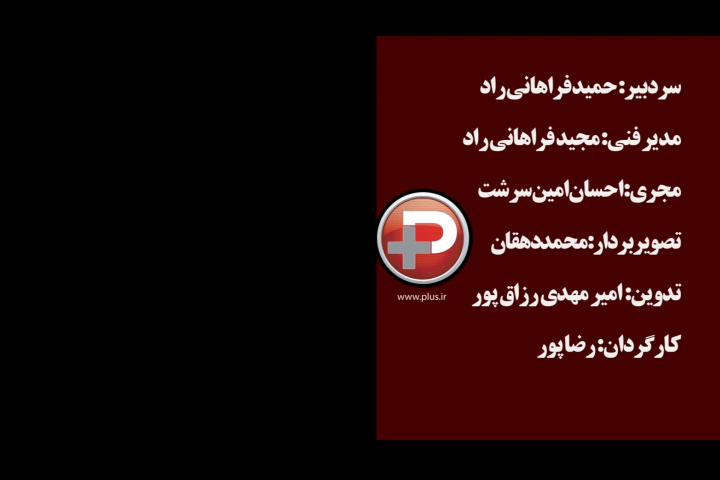 سردبیر: حمید فراهانی‌راد
مدیر فنی: مجید فراهانی‌راد
مجری: احسان امین‌سرشت
تصویربردار: محمد دهقان
تدوین: امیر مهدی رزاق‌پور
کارگردان: رضاپور
P
www.plus.ir